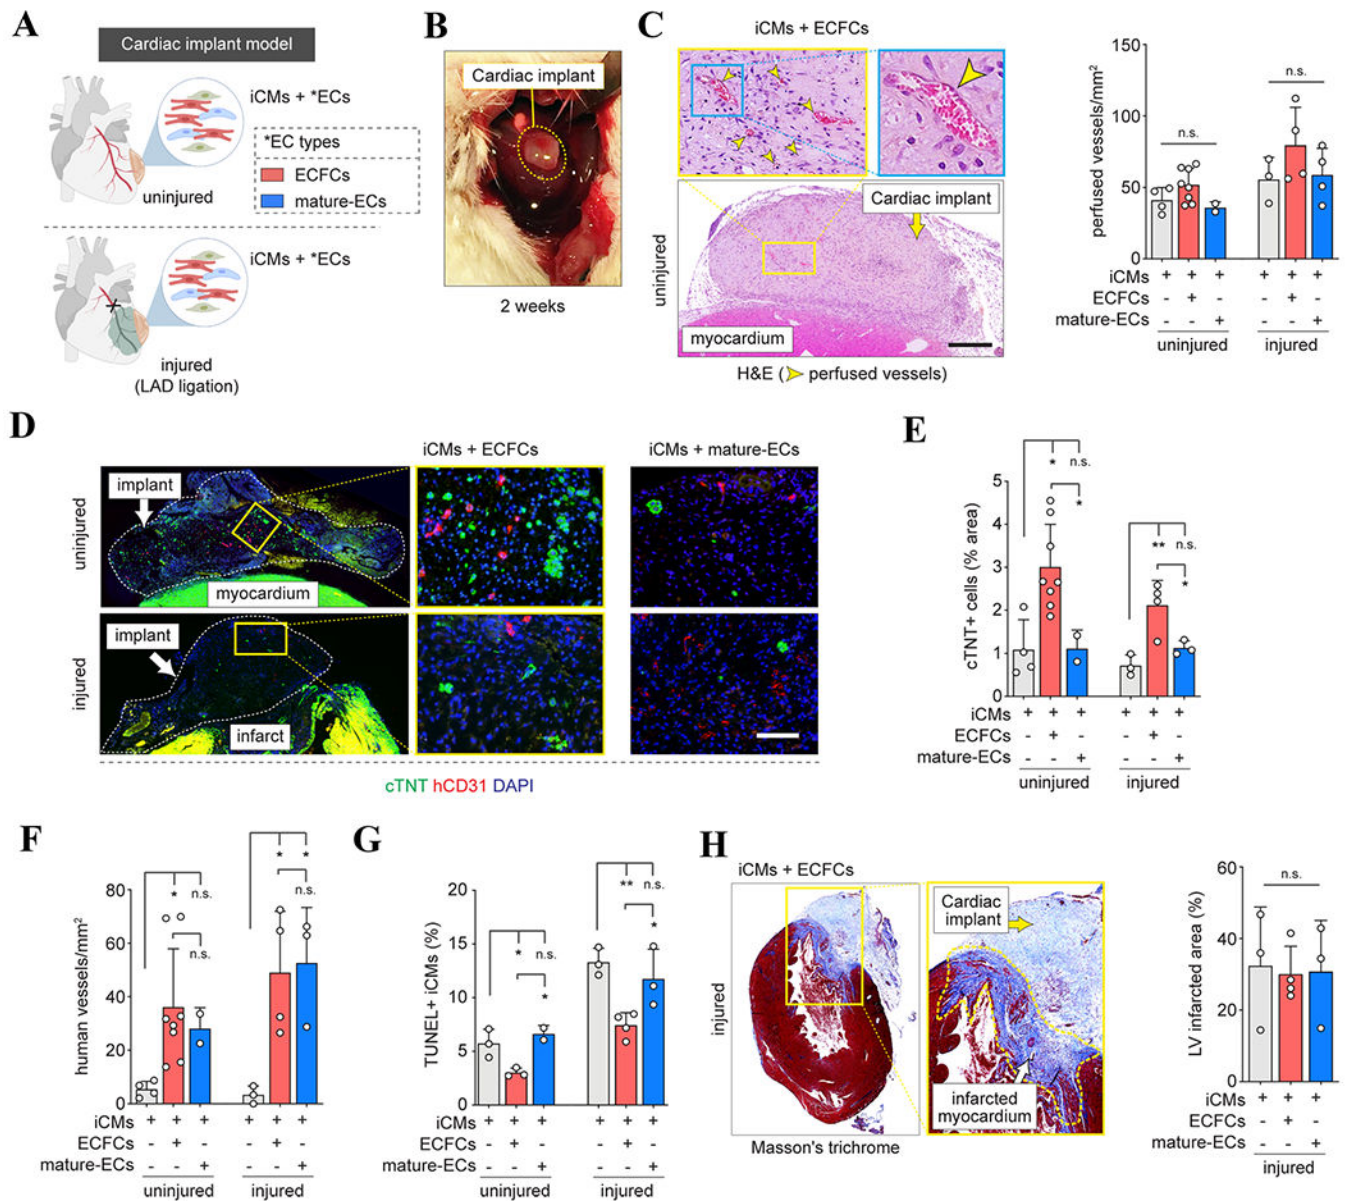 A
Cardiac implant model
iCMs + *ECs
*EC types
ECFCs
mature-ECs
uninjured
iCMs + *ECs
injured
(LAD ligation)
B
Cardiac implant
2 weeks
C
iCMs + ECFCs
uninjured
Cardiac implant
myocardium
H&E ( perfused vessels)
perfused vessels/mm²
150
100
50
0
n.s.
n.s.
iCMs + + + + + +
ECFCs - + - - + -
mature-ECs - - + - - +
uninjured injured
D
iCMs + ECFCs
iCMs + mature-ECs
uninjured
implant
myocardium
injured
implant
infarct
cTNT hCD31 DAPI
E
cTNT+ cells (% area)
5
4
3
2
1
0
* n.s.
*
** n.s.
*
iCMs + + + + + +
ECFCs - + - - + -
mature-ECs - - + - - +
uninjured injured
F
human vessels/mm²
80
60
40
20
0
* n.s.
n.s.
* *
n.s.
iCMs + + + + + +
ECFCs - + - - + -
mature-ECs - - + - - +
uninjured injured
G
TUNEL+ iCMs (%)
20
15
10
5
0
* n.s.
*
** n.s.
*
iCMs + + + + + +
ECFCs - + - - + -
mature-ECs - - + - - +
uninjured injured
H
iCMs + ECFCs
injured
Cardiac
implant
infarcted
myocardium
Masson's trichrome
LV infarcted area (%)
60
40
20
0
n.s.
iCMs + + +
ECFCs - + -
mature-ECs - - +
injured